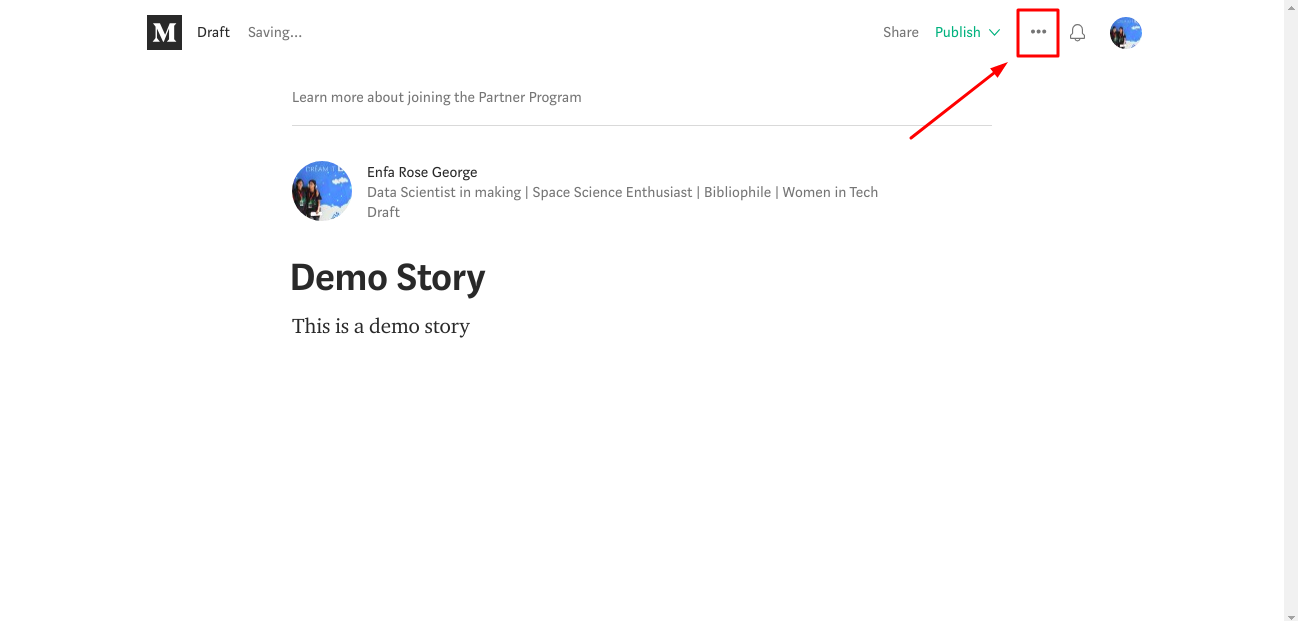 M Draft Saving... Share Publish
Learn more about joining the Partner Program
Enfa Rose George
Data Scientist in making | Space Science Enthusiast | Bibliophile | Women in Tech
Draft
Demo Story
This is a demo story